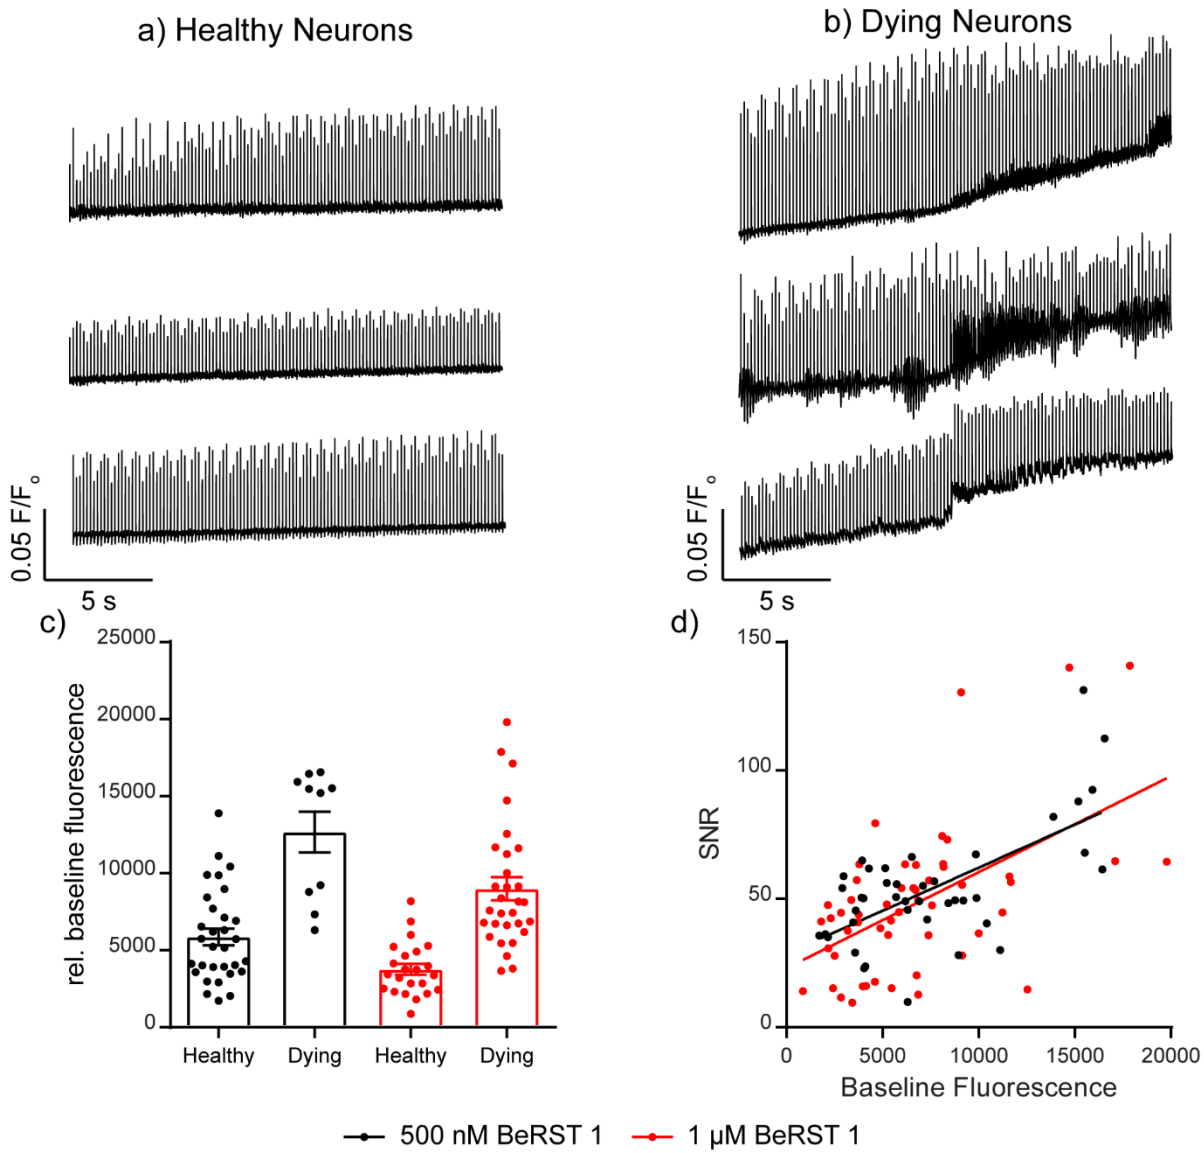 a) Healthy Neurons
b) Dying Neurons
0.05 F/Fo
5 s
0.05 F/Fo
5 s
c)
rel. baseline fluorescence
25000
20000
15000
10000
5000
0
Healthy
Dying
Healthy
Dying
d)
SNR
150
100
50
0
0
5000
10000
15000
20000
Baseline Fluorescence
500 nM BeRST 1
1 µM BeRST 1